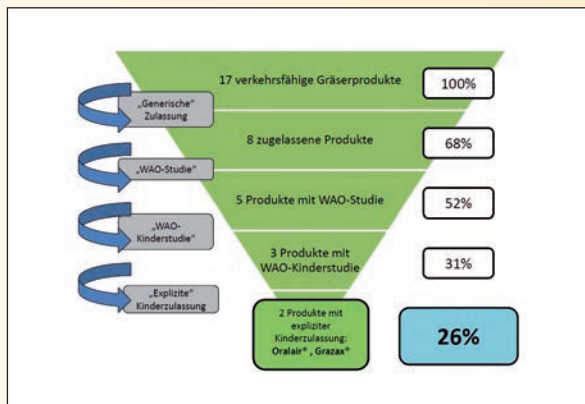 17 verkehrsfähige Gräserprodukte
100%
„Generische“
Zulassung
8 zugelassene Produkte
68%
„WAO-Studie“
5 Produkte mit WAO-Studie
52%
„WAO-
Kinderstudie“
3 Produkte mit
WAO-Kinderstudie
31%
„Explizite“
Kinderzulassung
2 Produkte mit
expliziter
Kinderzulassung:
Oralair® , Grazax®
26%